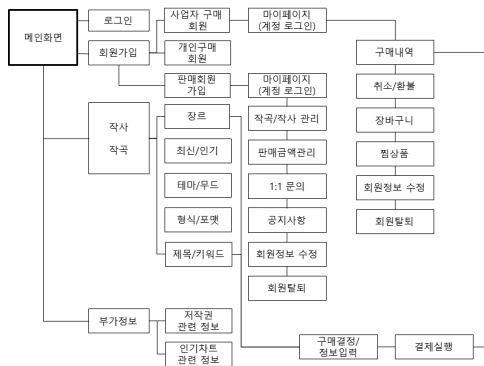 메인화면
로그인
회원가입
사업자 구매
회원
개인구매
회원
판매회원
가입
마이페이지
(계정 로그인)
마이페이지
(계정 로그인)
구매내역
취소/환불
장바구니
찜상품
회원정보 수정
회원탈퇴
작사
작곡
장르
최신/인기
테마/무드
형식/포맷
제목/키워드
작곡/작사 관리
판매금액관리
1:1 문의
공지사항
회원정보 수정
회원탈퇴
부가정보
저작권
관련 정보
인기차트
관련 정보
구매결정/
정보입력
결제실행